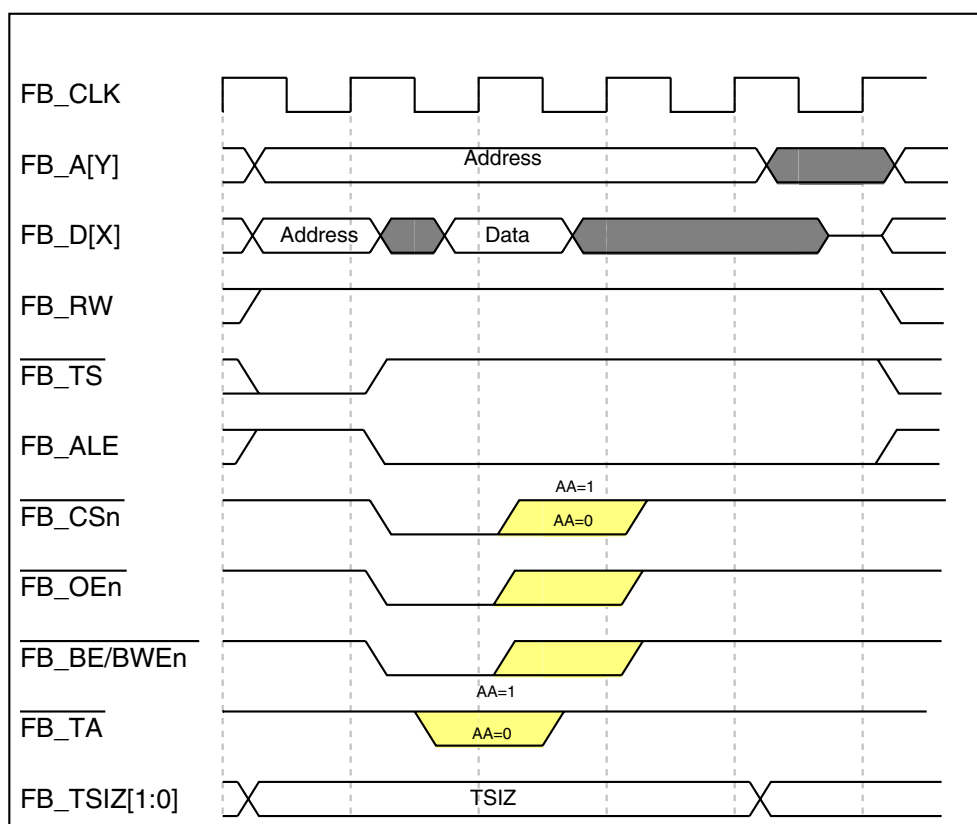 FB_CLK
FB_A[Y]
Address
FB_D[X]
Address
Data
FB_RW
FB_TS
FB_ALE
AA=1
FB_CSn
AA=0
FB_OEn
FB_BE/BWEn
AA=1
FB_TA
AA=0
FB_TSIZ[1:0]
TSIZ